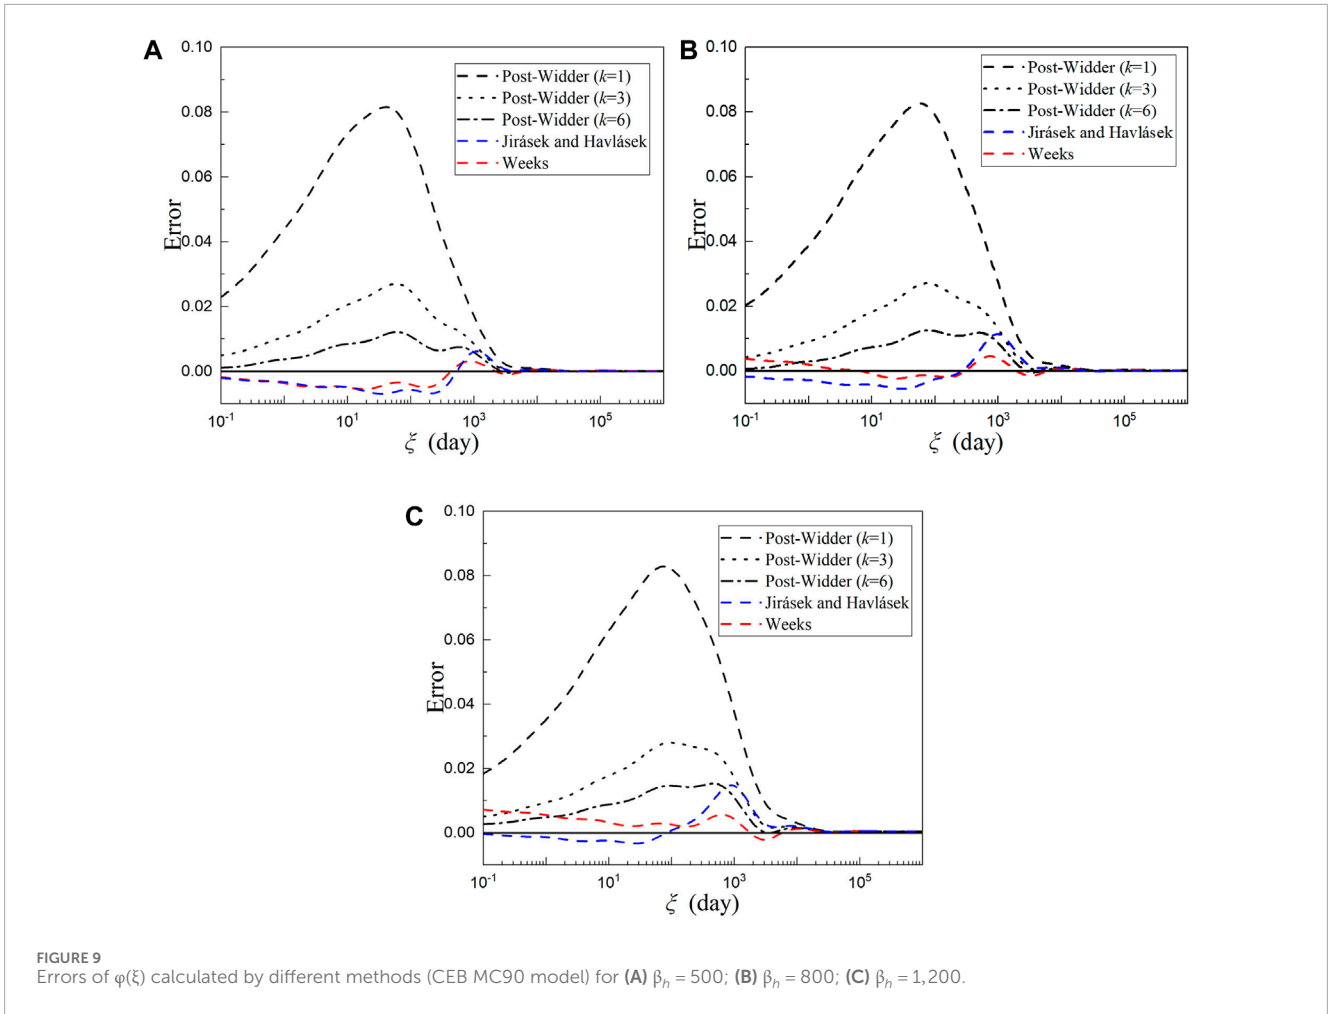 A
0.10
0.08
0.06
0.04
0.02
0.00
Error
10⁻¹ 10¹ 10³ 10⁵
ξ (day)
Post-Widder (k=1)
Post-Widder (k=3)
Post-Widder (k=6)
Jirásek and Havlásek
Weeks
B
0.10
0.08
0.06
0.04
0.02
0.00
Error
10⁻¹ 10¹ 10³ 10⁵
ξ (day)
Post-Widder (k=1)
Post-Widder (k=3)
Post-Widder (k=6)
Jirásek and Havlásek
Weeks
C
0.10
0.08
0.06
0.04
0.02
0.00
Error
10⁻¹ 10¹ 10³ 10⁵
ξ (day)
Post-Widder (k=1)
Post-Widder (k=3)
Post-Widder (k=6)
Jirásek and Havlásek
Weeks
FIGURE 9
Errors of φ(ξ) calculated by different methods (CEB MC90 model) for (A) βₕ = 500; (B) βₕ = 800; (C) βₕ = 1,200.